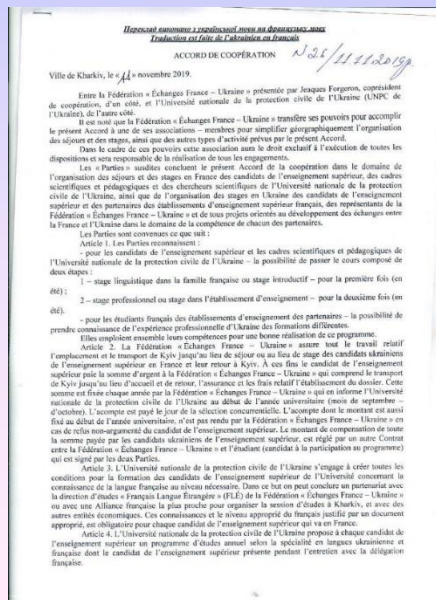 Переклад виконано з української мови на французьку мову
Traduction est faite de l'ukrainien en français
ACCORD DE COOPÉRATION
N 26/11.11.2019р
Ville de Kharkiv, le «11» novembre 2019.
Entre la Fédération « Échanges France – Ukraine » présentée par Jeaques Forgeron, coprésident
de coopération, d'un côté, et l'Université nationale de la protection civile de l'Ukraine (UNPC de
l'Ukraine), de l'autre côté.
Il est noté que la Fédération « Échanges France – Ukraine » transfère ses pouvoirs pour accomplir
le présent Accord à une de ses associations – membres pour simplifier géorgraphiquement l'organisation
des séjours et des stages, ainsi que des autres types d'activité prévus par le présent Accord.
Dans le cadre de ces pouvoirs cette association aura le droit exclusif à l'exécution de toutes les
dispositions et sera responsable de la réalisation de tous les engagements.
Les « Parties » susdites concluent le présent Accord de la coopération dans le domaine de
l'organisation des séjours et des stages en France des candidats de l'enseignement supérieur, des cadres
scientifiques et pédagogiques et des chercheurs scientifiques de l'Université nationale de la protection
civile de l'Ukraine, ainsi que de l'organisation des stages en Ukraine des candidats de l'enseignement
supérieur et des partenaires des établissements d'enseignement supérieur français, des représentants de la
Fédération « Échanges France – Ukraine » et de tous projets orientés au développement des échanges entre
la France et l'Ukraine dans le domaine de la compétence de chacun des partenaires.
Les Parties sont convenues ce que suit :
Article 1. Les Parties reconnaissent :
- pour les candidats de l'enseignement supérieur et les cadres scientifiques et pédagogiques de
l'Université nationale de la protection civile de l'Ukraine – la possibilité de passer le cours composé de
deux étapes :
1 – stage linguistique dans la famille française ou stage introductif – pour la première fois (en
été) ;
2 – stage professionnel ou stage dans l'établissement d'enseignement – pour la deuxième fois (en
été).
- pour les étudiants français des établissements d'enseignement des partenaires – la possibilité de
prendre connaissance de l'expérience professionnelle d'Ukraine des formations différentes.
Elles emploient ensemble leurs compétences pour une bonne réalisation de ce programme.
Article 2. La Fédération « Échanges France – Ukraine » assure tout le travail relatif
l'emplacement et le transport de Kyiv jusqu'au lieu de séjour ou au lieu de stage des candidats ukrainiens
de l'enseignement supérieur en France et leur retour à Kyiv. À ces fins le candidat de l'enseignement
supérieur paie la somme d'argent à la Fédération « Échanges France – Ukraine » qui comprend le transport
de Kyiv jusqu'au lieu d'accueil et de retour, l'assurance et les frais relatif l'établissement du dossier. Cette
somme est fixée chaque année par la Fédération « Échanges France – Ukraine » qui en informe l'Université
nationale de la protection civile de l'Ukraine au début de l'année universitaire (mois de septembre –
d'octobre). L'acompte est payé le jour de la sélection concurrentielle. L'acompte dont le montant est aussi
fixé au début de l'année universitaire, n'est pas rendu par la Fédération « Échanges France – Ukraine » en
cas de refus non-argumenté du candidat de l'enseignement supérieur. Le montant de compensation de toute
la somme payée par les candidats ukrainiens de l'enseignement supérieur, est réglé par un autre Contrat
entre la Fédération « Échanges France – Ukraine » et l'étudiant (candidat à la participation au programme)
qui est signé par les deux Parties.
Article 3. L'Université nationale de la protection civile de l'Ukraine s'engage à créer toutes les
conditions pour la formation des candidats de l'enseignement supérieur de l'Université concernant la
connaissance de la langue française au niveau nécessaire. Dans ce but on peut conclure un partenariat avec
la direction d'études « Français Langue Étrangère » (FLÉ) de la Fédération « Échanges France – Ukraine »
ou avec une Alliance française la plus proche pour organiser la session d'études à Kharkiv, et avec des
autres entités économiques. Ces connaissances et le niveau approprié du français justifié par un document
approprié, est obligatoire pour chaque candidat de l'enseignement supérieur qui va en France.
Article 4. L'Université nationale de la protection civile de l'Ukraine propose à chaque candidat de
l'enseignement supérieur un programme d'études annuel selon la spécialité en langues ukrainienne et
française dont le candidat de l'enseignement supérieur présente pendant l'entretien avec la délégation
française.